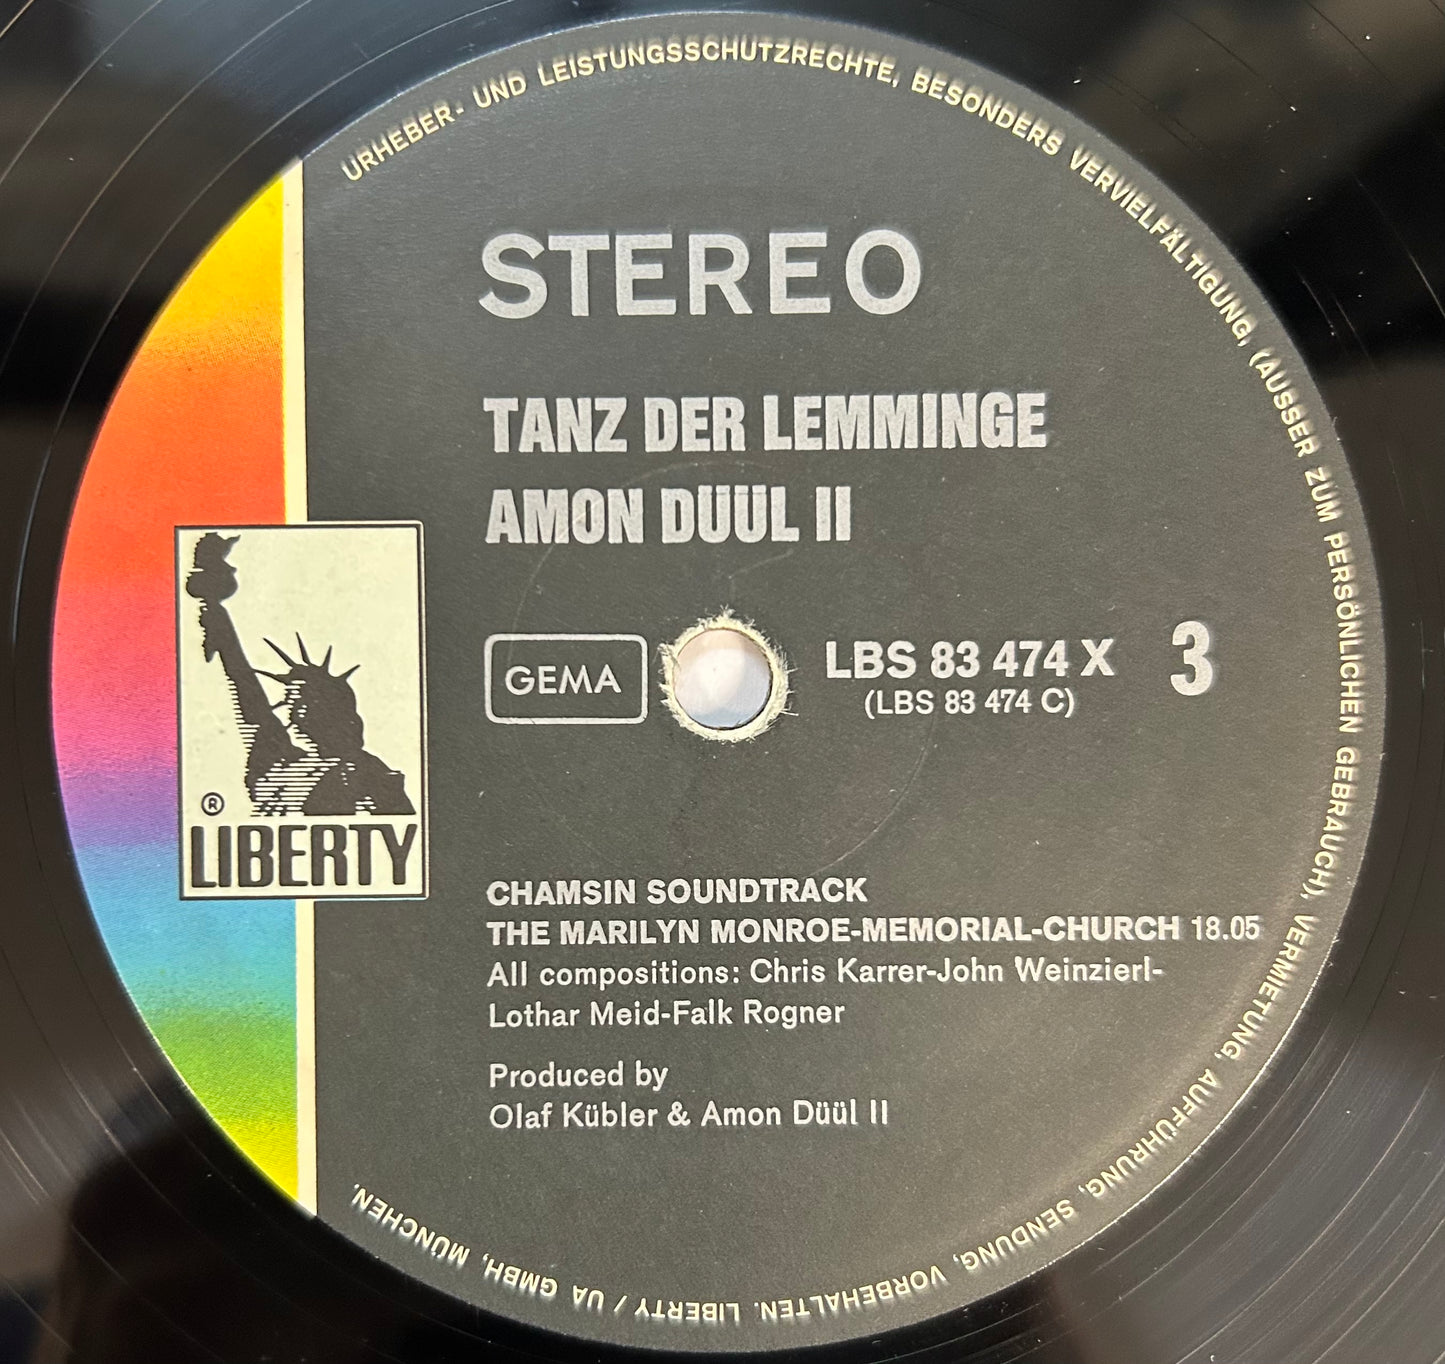 URHEBER- UND LEISTUNGSSCHUTZRECHTE, BESONDERS VERVIELFÄLTIGUNG, (AUSSER ZUM PERSÖNLICHEN GEBRAUCH), VERMIETUNG, AUFFÜHRUNG, SENDUNG, VORBEHALTEN. LIBERTY / UA GMBH, MÜNCHEN.
STEREO
TANZ DER LEMMINGE
AMON DÜÜL II
GEMA
LBS 83 474 X
3
(LBS 83 474 C)
®
LIBERTY
CHAMSIN SOUNDTRACK
THE MARILYN MONROE-MEMORIAL-CHURCH 18.05
All compositions: Chris Karrer-John Weinzierl-
Lothar Meid-Falk Rogner
Produced by
Olaf Kübler & Amon Düül II